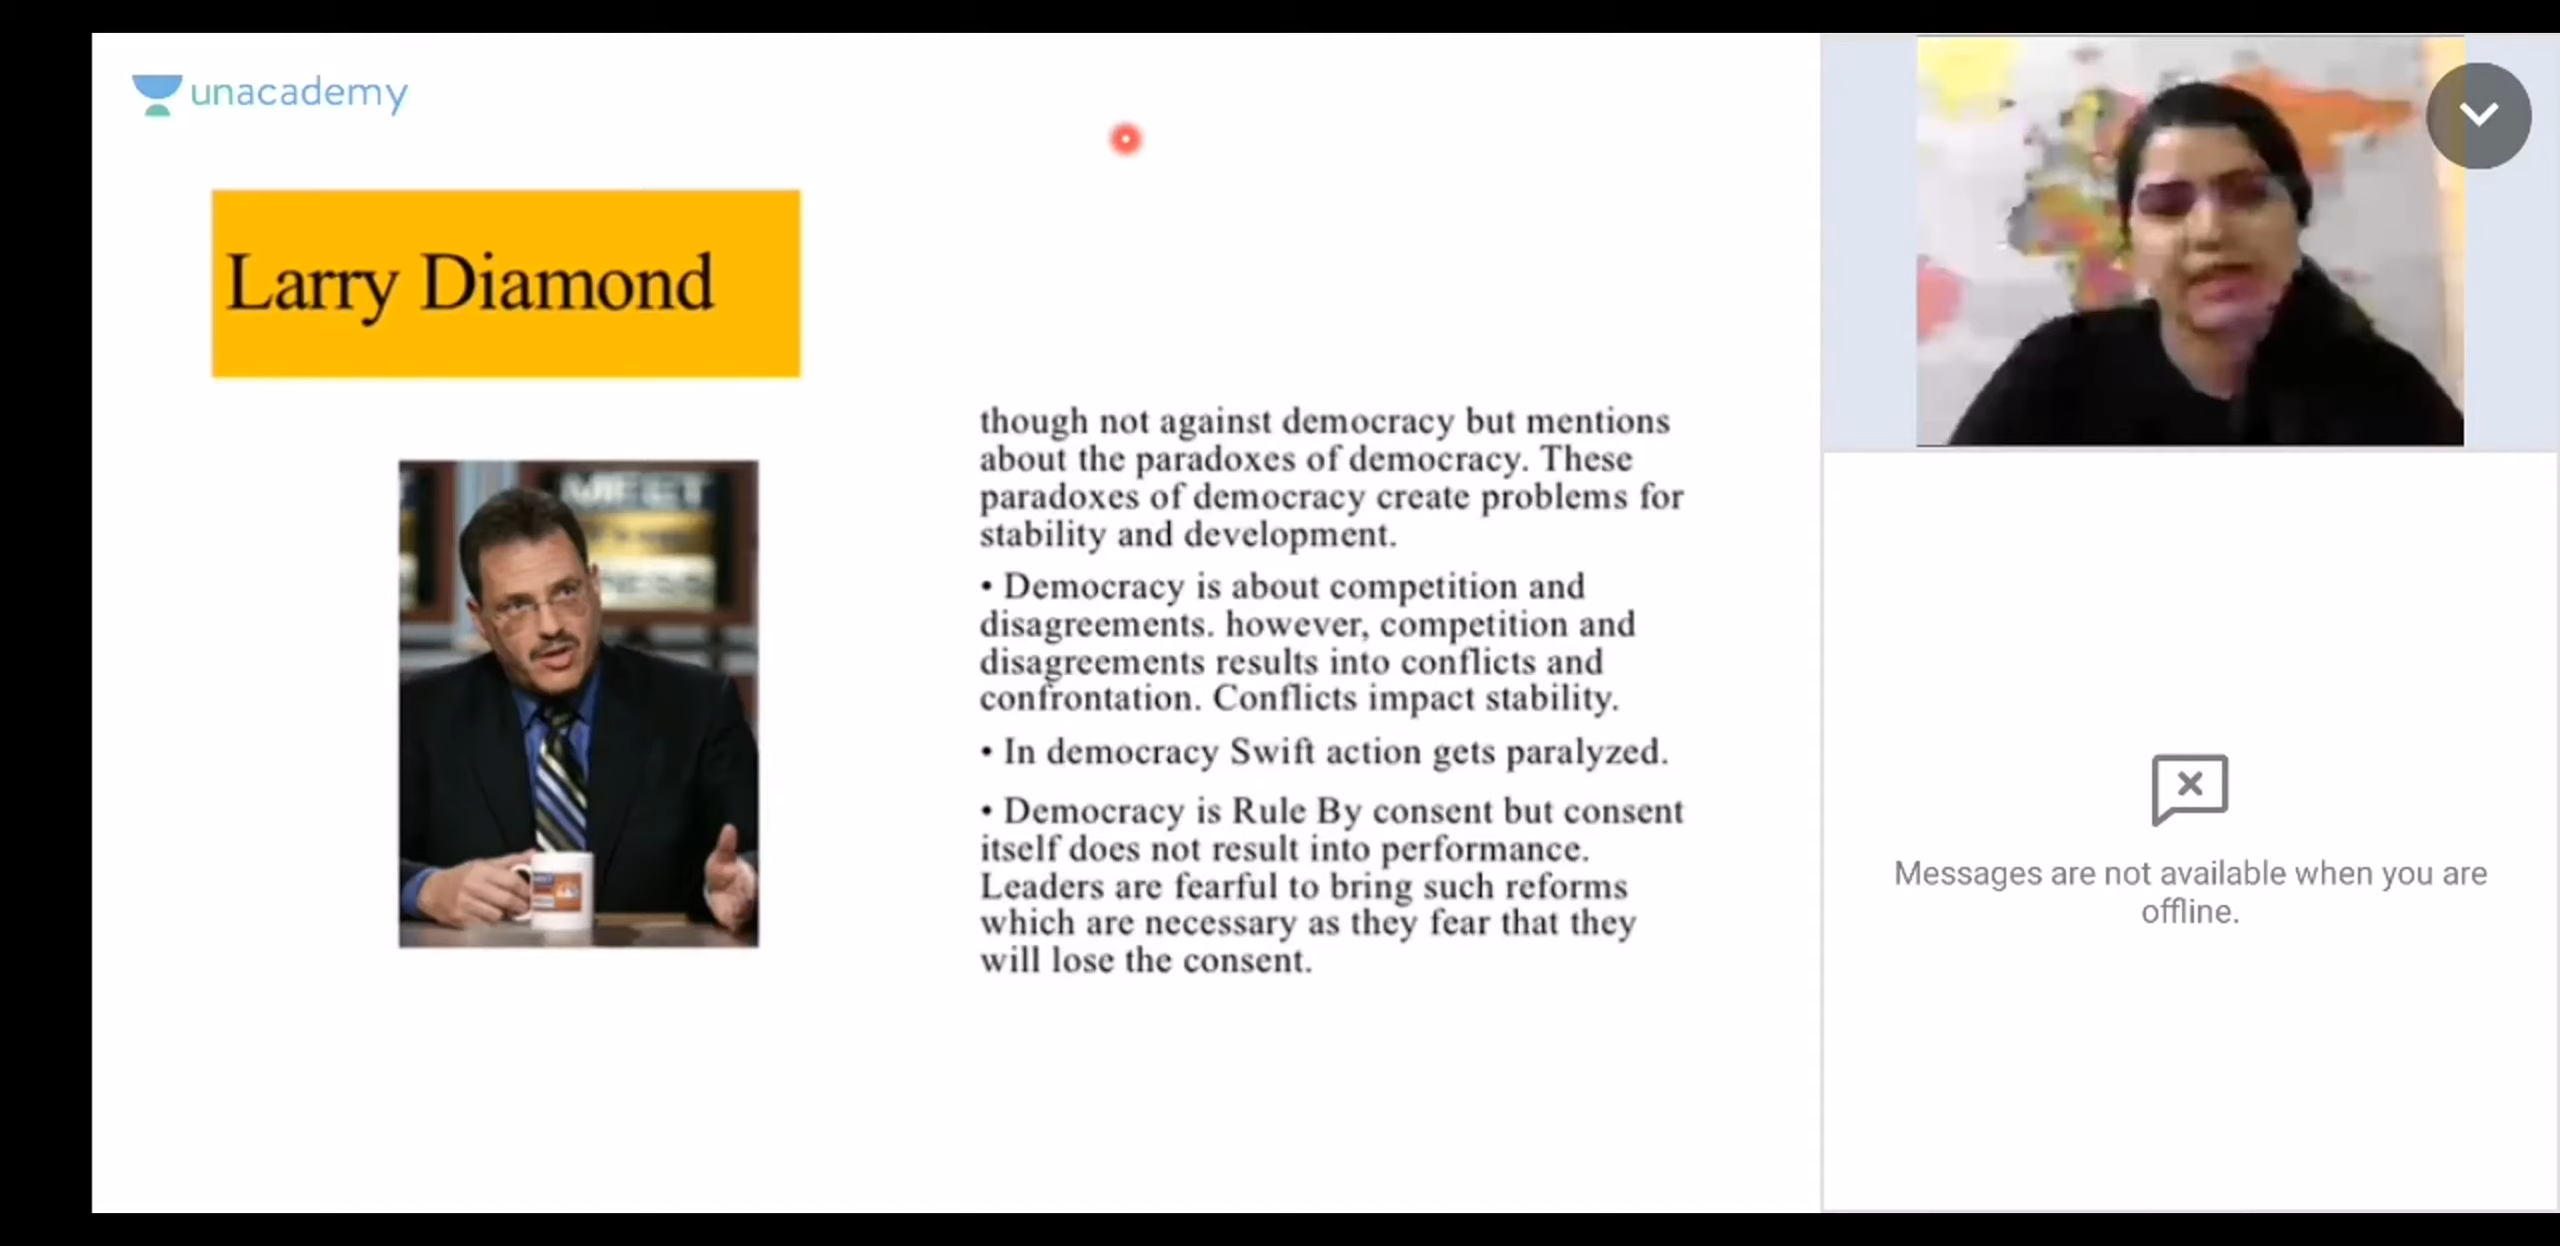 unacademy
Larry Diamond
MEET
though not against democracy but mentions
about the paradoxes of democracy. These
paradoxes of democracy create problems for
stability and development.
• Democracy is about competition and
disagreements. however, competition and
disagreements results into conflicts and
confrontation. Conflicts impact stability.
• In democracy Swift action gets paralyzed.
• Democracy is Rule By consent but consent
itself does not result into performance.
Leaders are fearful to bring such reforms
which are necessary as they fear that they
will lose the consent.
Messages are not available when you are
offline.